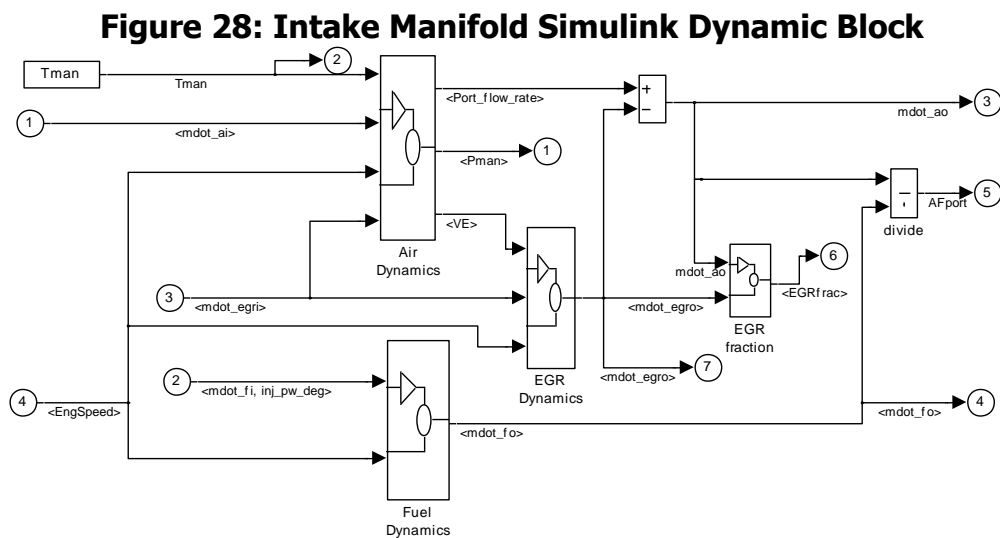 Figure 28: Intake Manifold Simulink Dynamic Block
Tman
Tman
2
1
<mdot_ai>
<Port_flow_rate>
+
−
mdot_ao
3
<Pman>
1
<VE>
Air
Dynamics
AFport
5
divide
3
<mdot_egri>
mdot_ao
6
<EGRfrac>
<mdot_egro>
EGR
fraction
EGR
Dynamics
<mdot_egro>
7
2
<mdot_fi, inj_pw_deg>
4
<EngSpeed>
<mdot_fo>
<mdot_fo>
4
Fuel
Dynamics